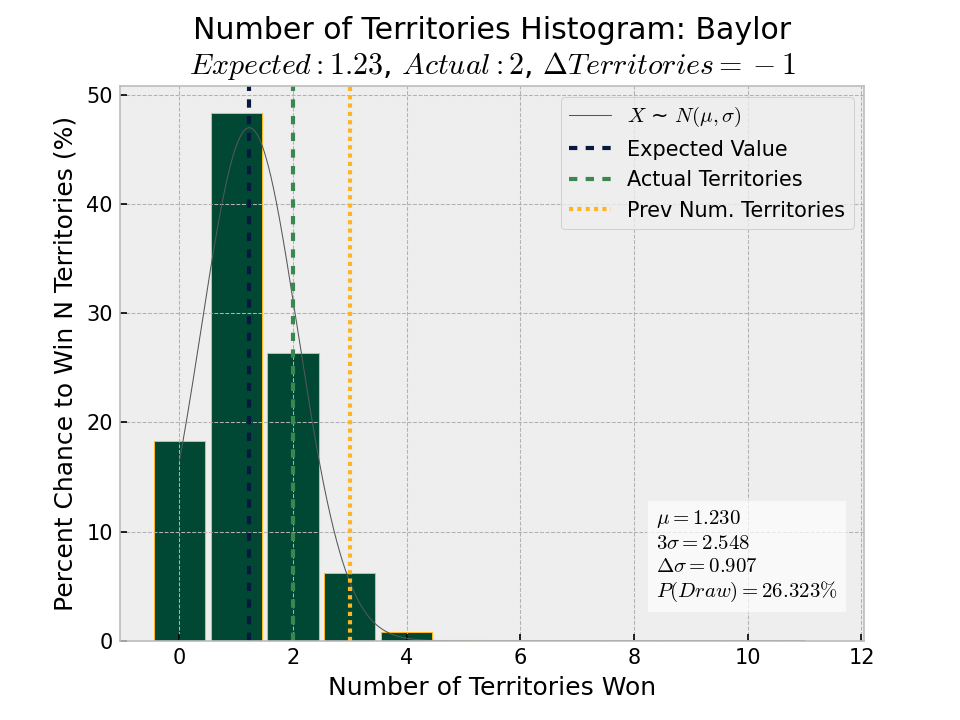 Number of Territories Histogram: Baylor
Expected : 1.23, Actual : 2, ΔTerritories = −1
Percent Chance to Win N Territories (%)
50
40
30
20
10
0
X ~ N(μ, σ)
Expected Value
Actual Territories
Prev Num. Territories
μ = 1.230
3σ = 2.548
Δσ = 0.907
P(Draw) = 26.323%
0 2 4 6 8 10 12
Number of Territories Won